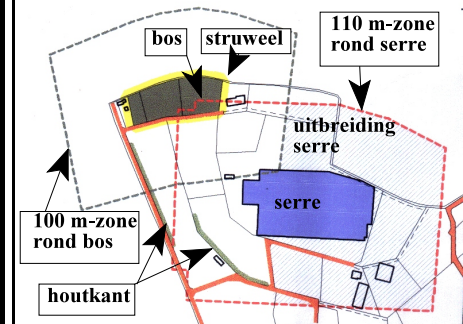 110 m-zone
rond serre
bos
struweel
uitbreiding
serre
serre
100 m-zone
rond bos
houtkant